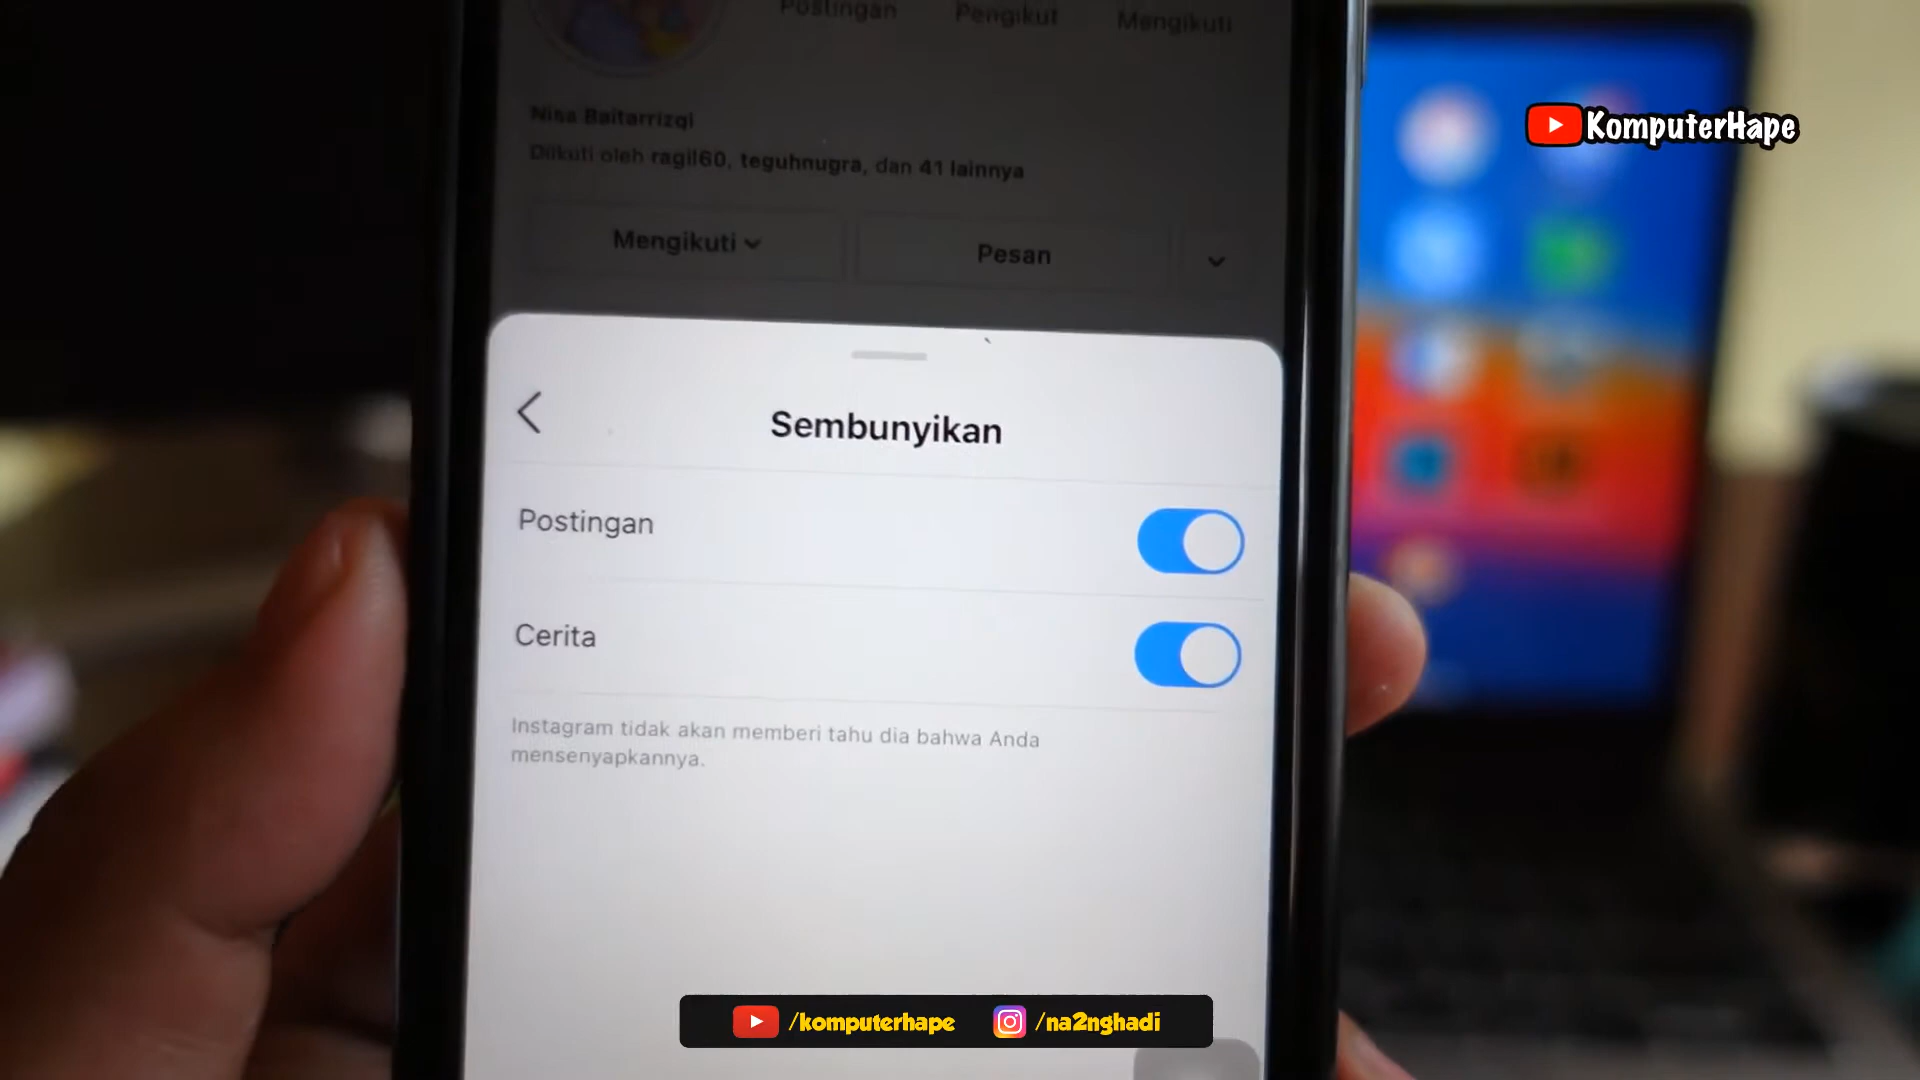 Postingan Pengikut Mengikuti
KomputerHape
Nisa Baitarrizqi
Diikuti oleh ragil60, teguhnugra, dan 41 lainnya
Mengikuti Pesan
Sembunyikan
Postingan
Cerita
Instagram tidak akan memberi tahu dia bahwa Anda
mensenyapkannya.
/komputerhape /na2nghadi